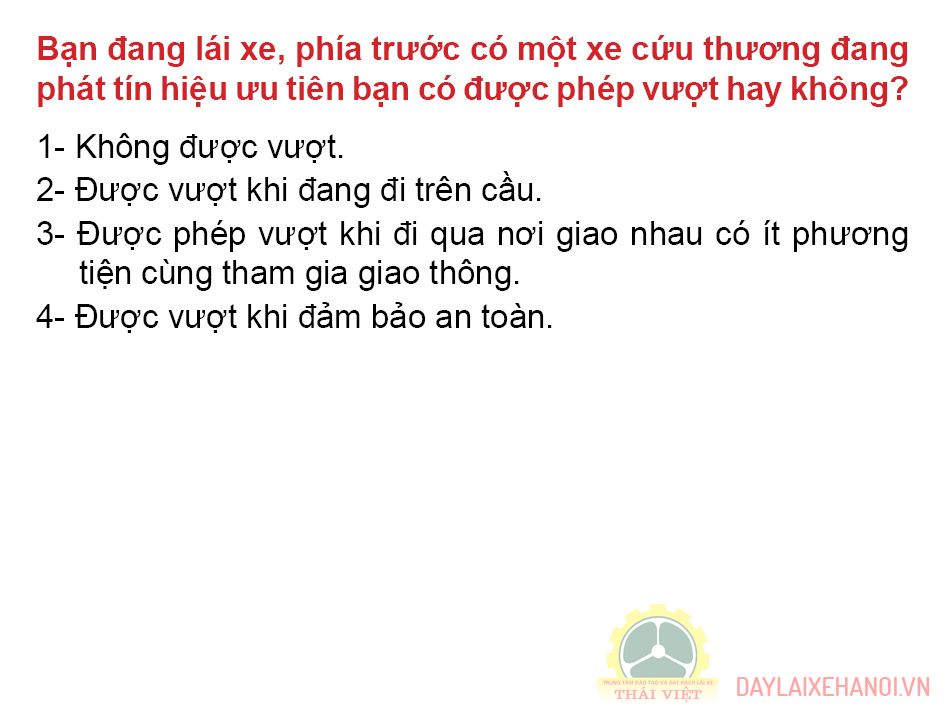 Bạn đang lái xe, phía trước có một xe cứu thương đang
phát tín hiệu ưu tiên bạn có được phép vượt hay không?
1- Không được vượt.
2- Được vượt khi đang đi trên cầu.
3- Được phép vượt khi đi qua nơi giao nhau có ít phương
tiện cùng tham gia giao thông.
4- Được vượt khi đảm bảo an toàn.
TRUNG TÂM ĐÀO TẠO VÀ SÁT HẠCH LÁI XE
THÁI VIỆT
DAYLAIXEHANOI.VN